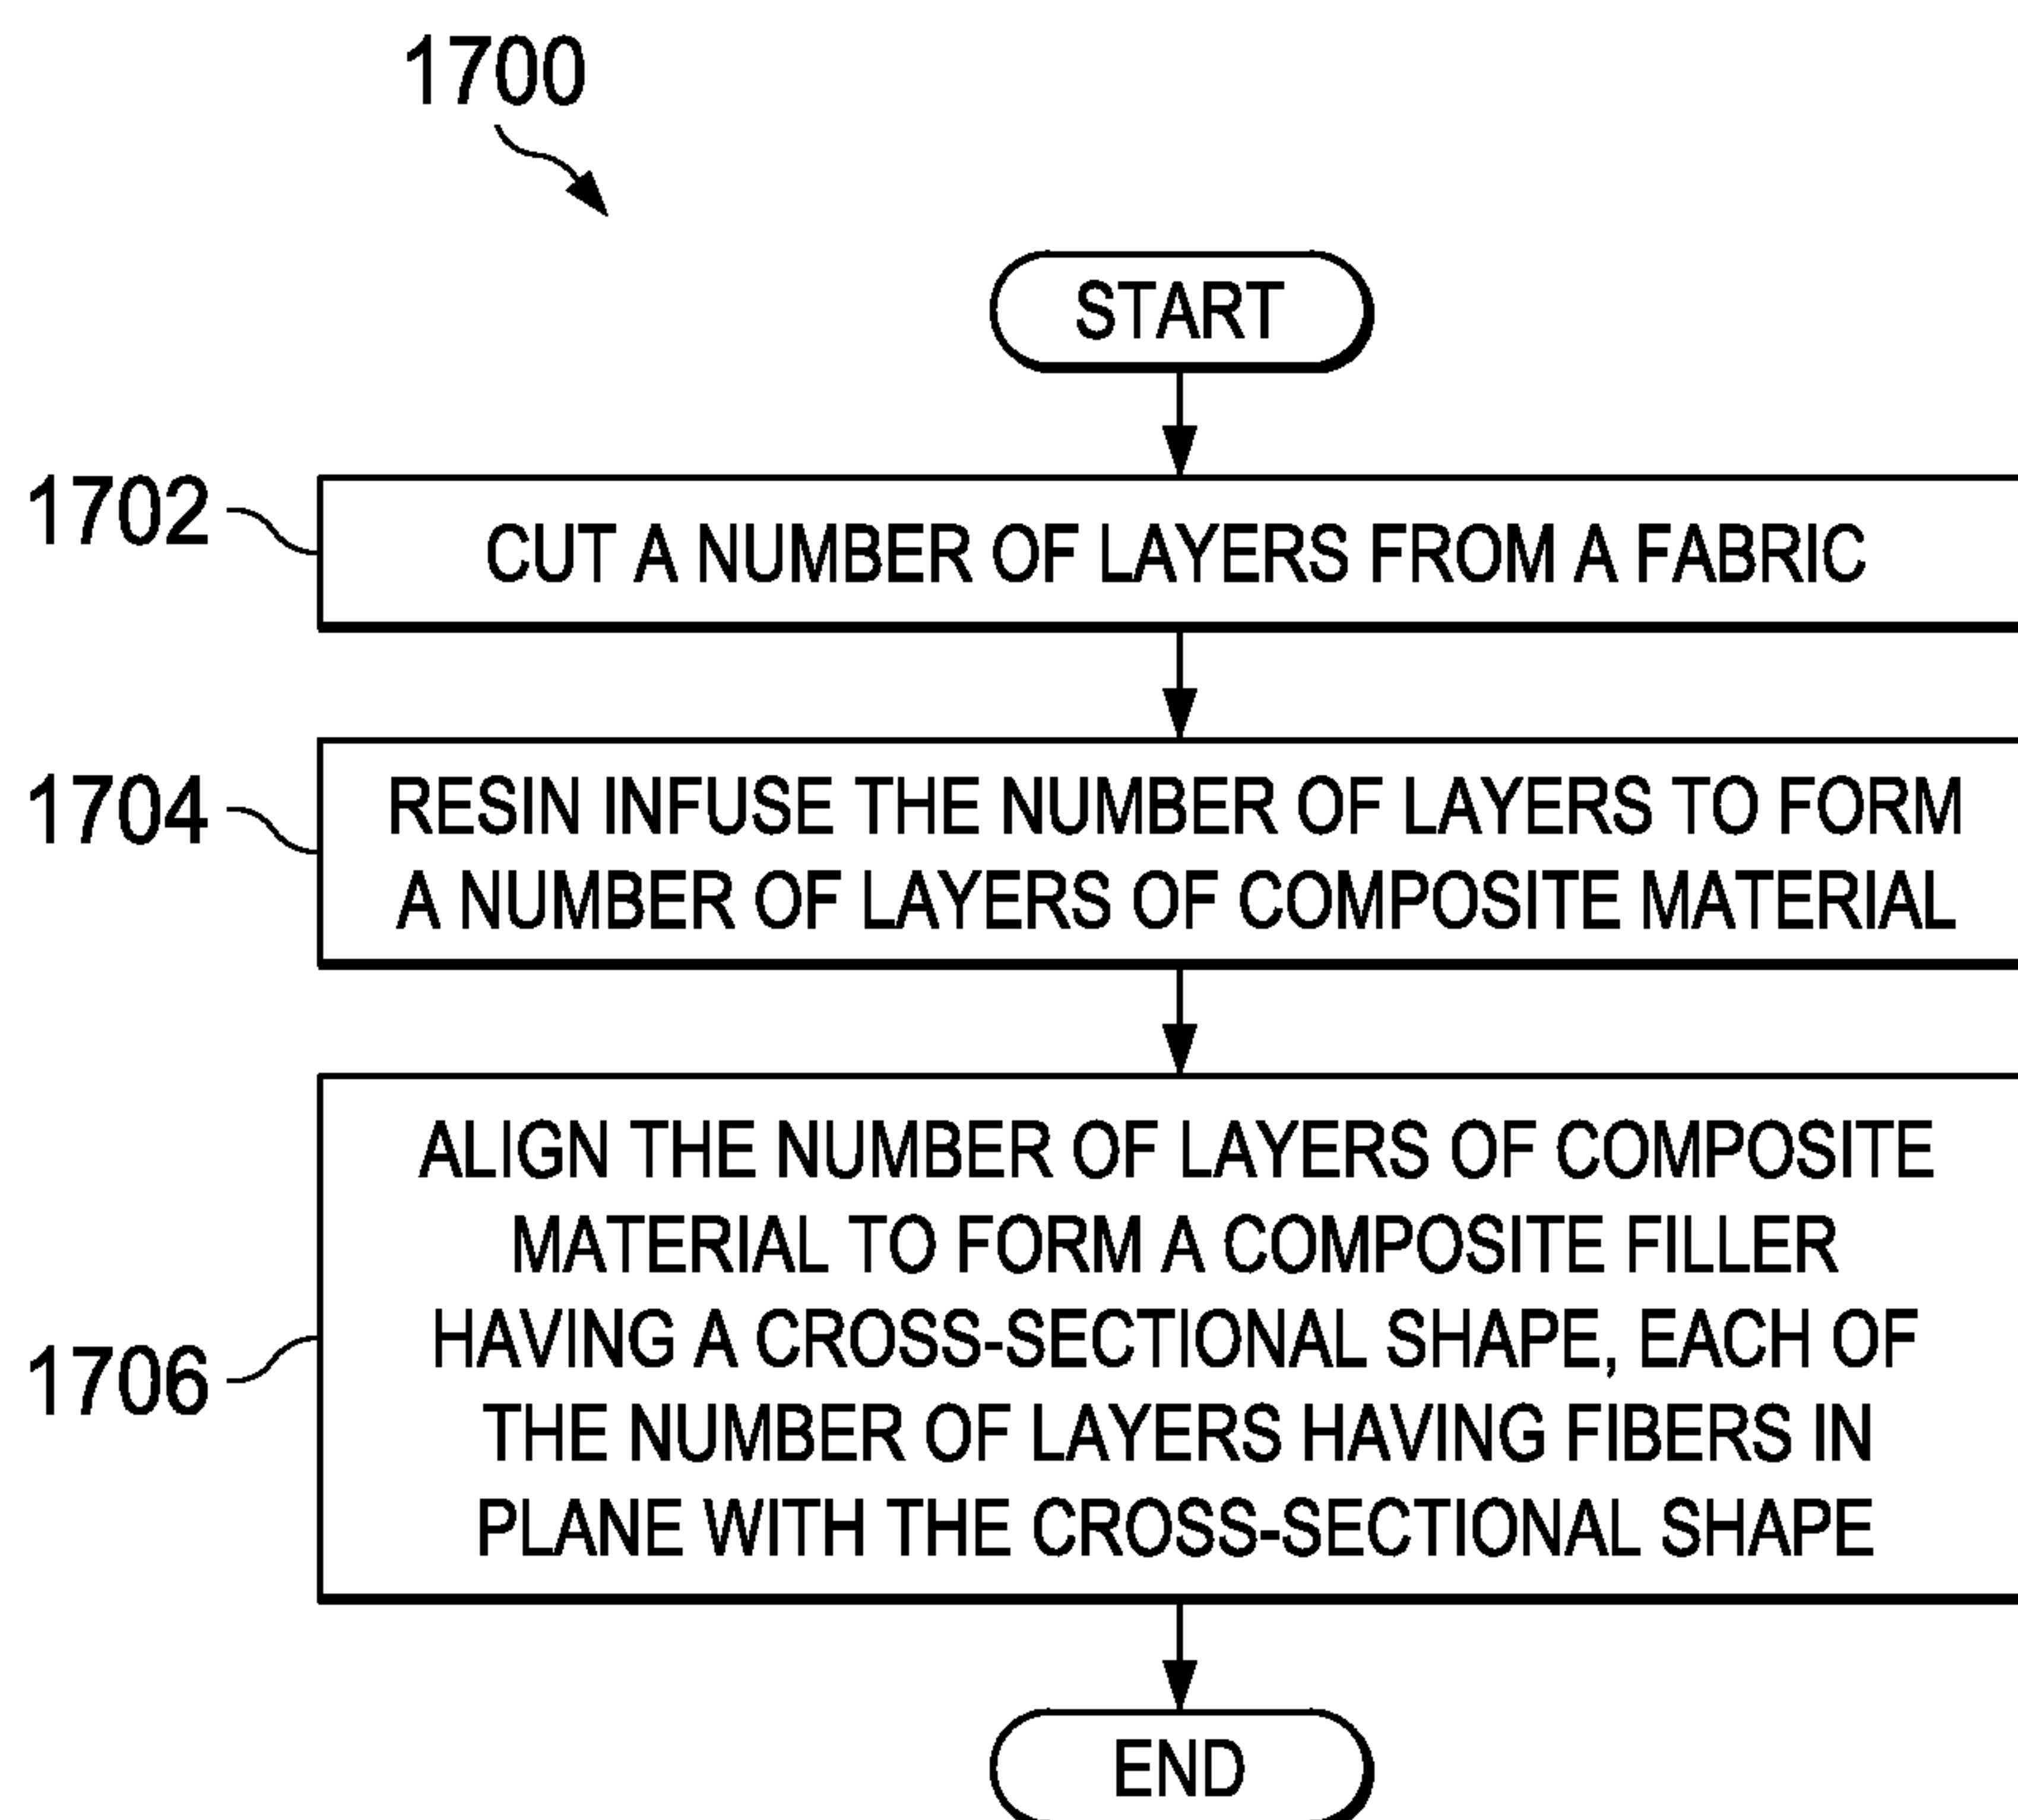 1700
START
1702
CUT A NUMBER OF LAYERS FROM A FABRIC
1704
RESIN INFUSE THE NUMBER OF LAYERS TO FORM
A NUMBER OF LAYERS OF COMPOSITE MATERIAL
1706
ALIGN THE NUMBER OF LAYERS OF COMPOSITE
MATERIAL TO FORM A COMPOSITE FILLER
HAVING A CROSS-SECTIONAL SHAPE, EACH OF
THE NUMBER OF LAYERS HAVING FIBERS IN
PLANE WITH THE CROSS-SECTIONAL SHAPE
END